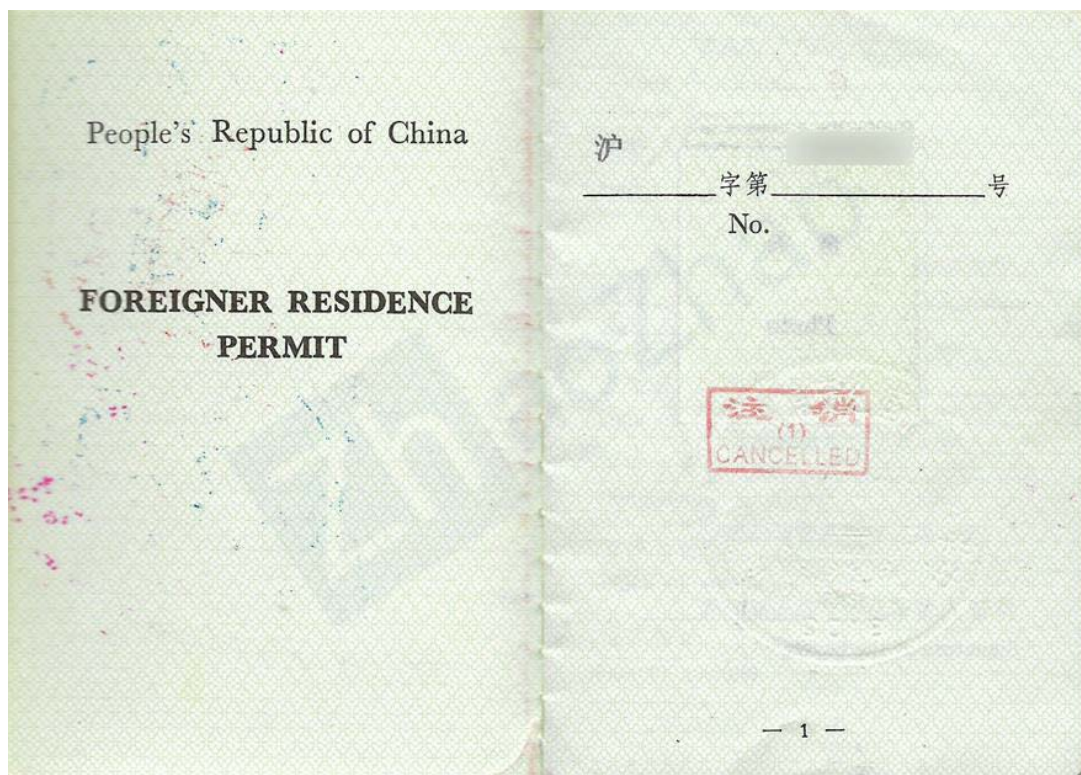 People's Republic of China
FOREIGNER RESIDENCE
PERMIT
沪
字第 号
No.
注销
(1)
CANCELLED
— 1 —